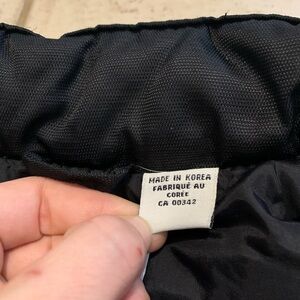 MADE IN KOREA
FABRIQUÉ AU
CORÉE
CA 00342